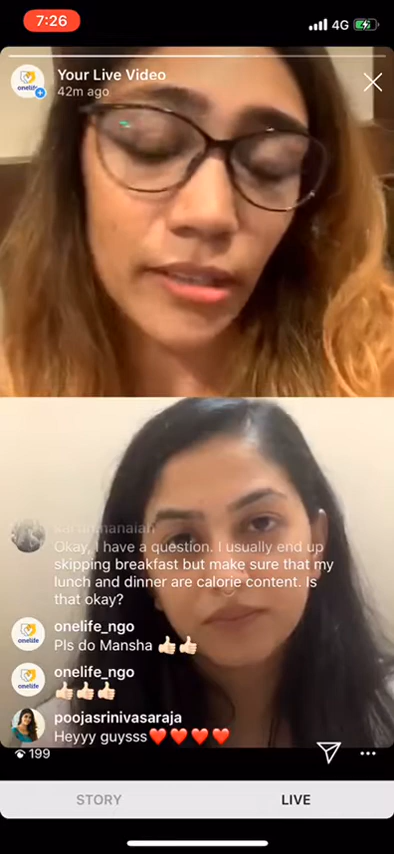 7:26
4G
onelife
Your Live Video
42m ago
Okay, I have a question. I usually end up
skipping breakfast but make sure that my
lunch and dinner are calorie content. Is
that okay?
onelife
onelife_ngo
Pls do Mansha 👍🏻👍🏻
onelife
onelife_ngo
👍🏻👍🏻👍🏻
poojasrinivasaraja
Heyyy guysss❤️❤️❤️❤️
199
STORY
LIVE